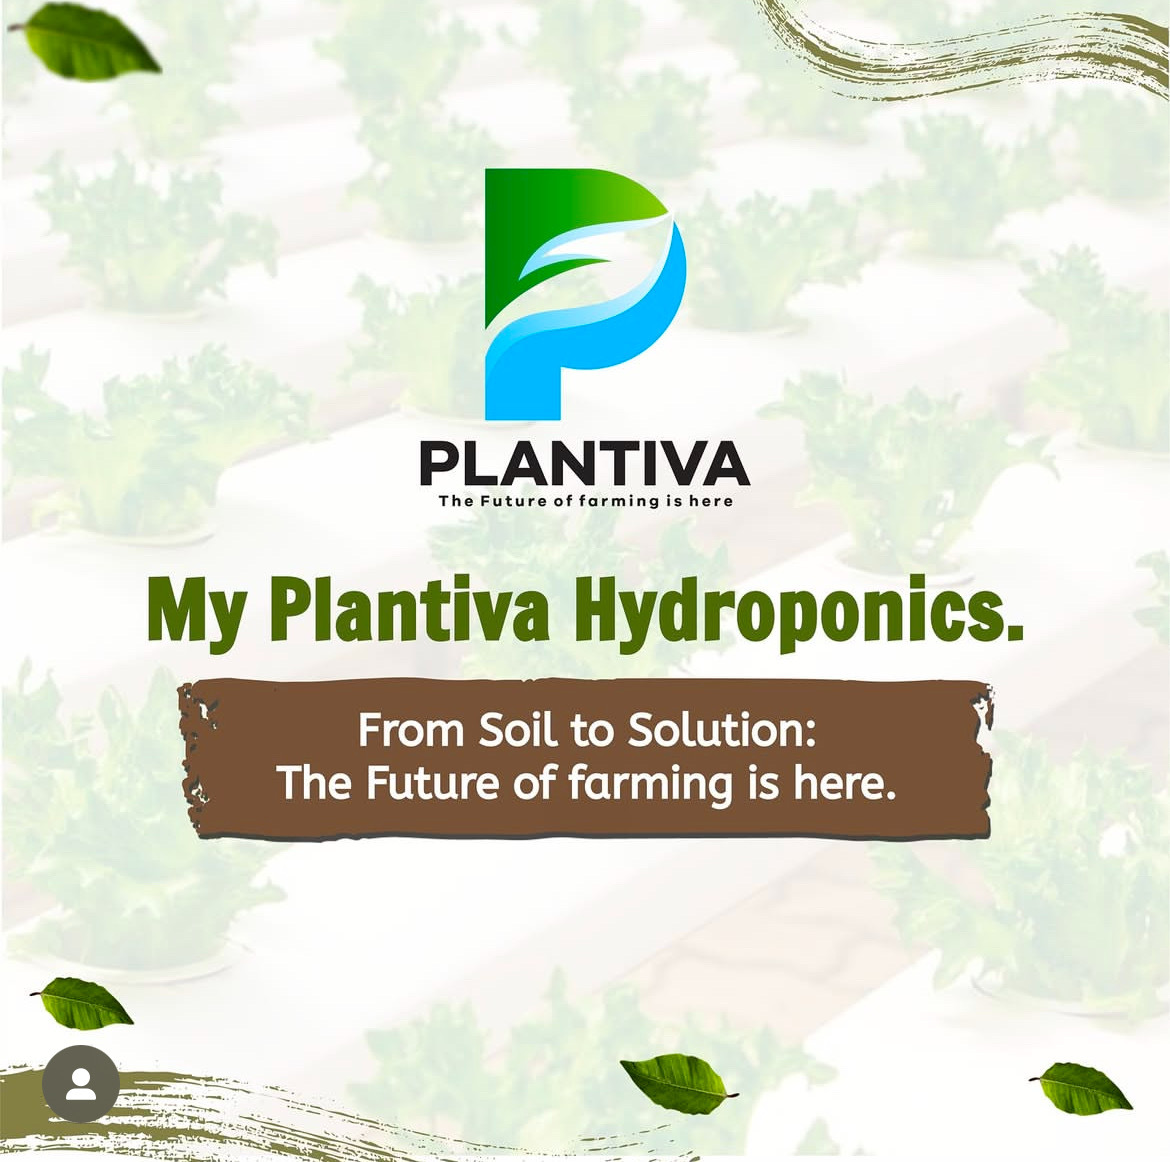 PLANTIVA
The Future of farming is here
My Plantiva Hydroponics.
From Soil to Solution:
The Future of farming is here.